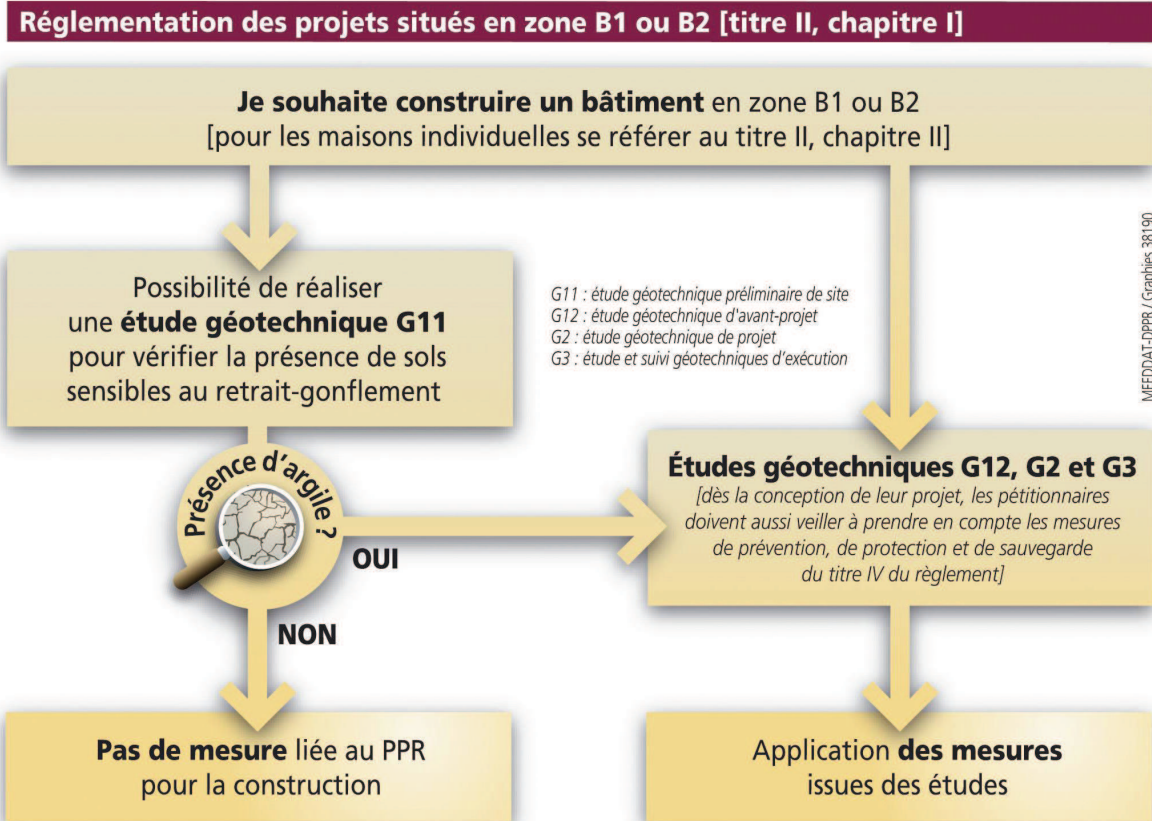 Réglementation des projets situés en zone B1 ou B2 [titre II, chapitre I]
Je souhaite construire un bâtiment en zone B1 ou B2
[pour les maisons individuelles se référer au titre II, chapitre II]
Possibilité de réaliser
une étude géotechnique G11
pour vérifier la présence de sols
sensibles au retrait-gonflement
G11 : étude géotechnique préliminaire de site
G12 : étude géotechnique d'avant-projet
G2 : étude géotechnique de projet
G3 : étude et suivi géotechniques d'exécution
MEEDDAT-DPPR / Graphies 38190
Présence d'argile ?
OUI
NON
Études géotechniques G12, G2 et G3
[dès la conception de leur projet, les pétitionnaires
doivent aussi veiller à prendre en compte les mesures
de prévention, de protection et de sauvegarde
du titre IV du règlement]
Pas de mesure liée au PPR
pour la construction
Application des mesures
issues des études